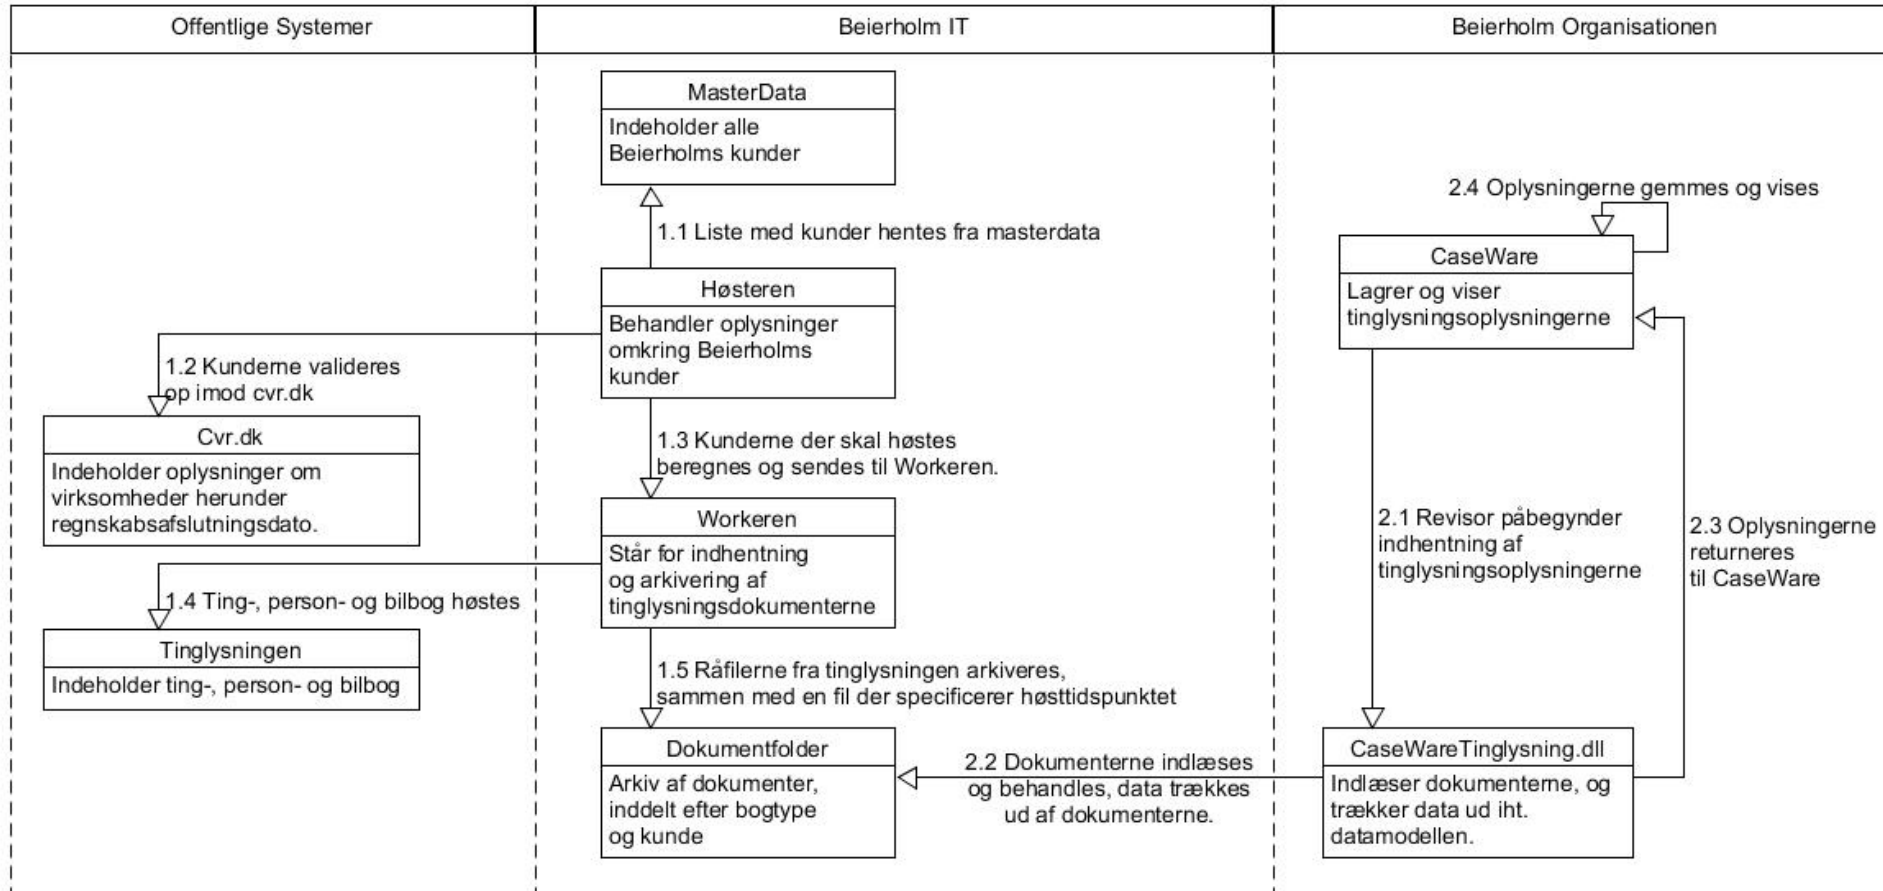 Offentlige Systemer
Beierholm IT
Beierholm Organisationen
MasterData
Indeholder alle
Beierholms kunder
1.1 Liste med kunder hentes fra masterdata
Høsteren
Behandler oplysninger
omkring Beierholms
kunder
1.2 Kunderne valideres
op imod cvr.dk
Cvr.dk
Indeholder oplysninger om
virksomheder herunder
regnskabsafslutningsdato.
1.3 Kunderne der skal høstes
beregnes og sendes til Workeren.
Workeren
Står for indhentning
og arkivering af
tinglysningsdokumenterne
1.4 Ting-, person- og bilbog høstes
Tinglysningen
Indeholder ting-, person- og bilbog
1.5 Råfilerne fra tinglysningen arkiveres,
sammen med en fil der specificerer høsttidspunktet
Dokumentfolder
Arkiv af dokumenter,
inddelt efter bogtype
og kunde
2.4 Oplysningerne gemmes og vises
CaseWare
Lagrer og viser
tinglysningsoplysningerne
2.1 Revisor påbegynder
indhentning af
tinglysningsoplysningerne
2.3 Oplysningerne
returneres
til CaseWare
2.2 Dokumenterne indlæses
og behandles, data trækkes
ud af dokumenterne.
CaseWareTinglysning.dll
Indlæser dokumenterne, og
trækker data ud iht.
datamodellen.